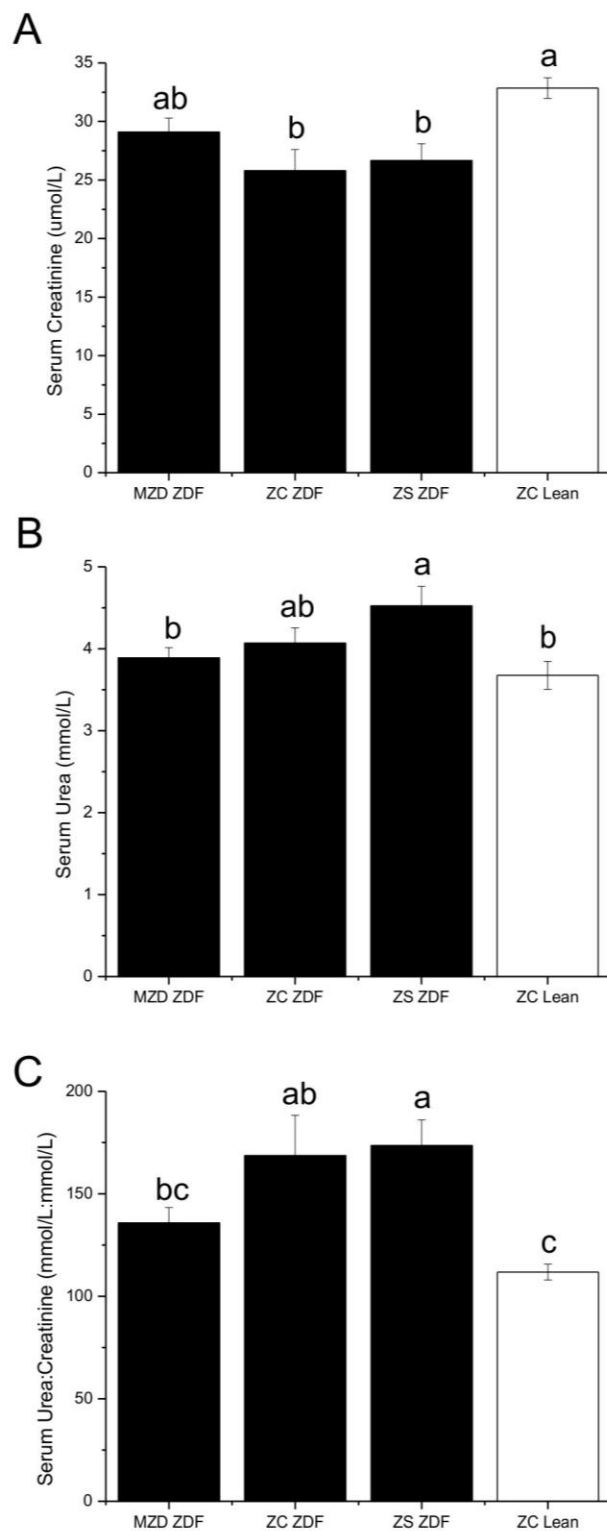 A
Serum Creatinine (umol/L)
35
30
25
20
15
10
5
0
ab
b
b
a
MZD ZDF
ZC ZDF
ZS ZDF
ZC Lean
B
Serum Urea (mmol/L)
5
4
3
2
1
0
b
ab
a
b
MZD ZDF
ZC ZDF
ZS ZDF
ZC Lean
C
Serum Urea:Creatinine (mmol/L:mmol/L)
200
150
100
50
0
bc
ab
a
c
MZD ZDF
ZC ZDF
ZS ZDF
ZC Lean